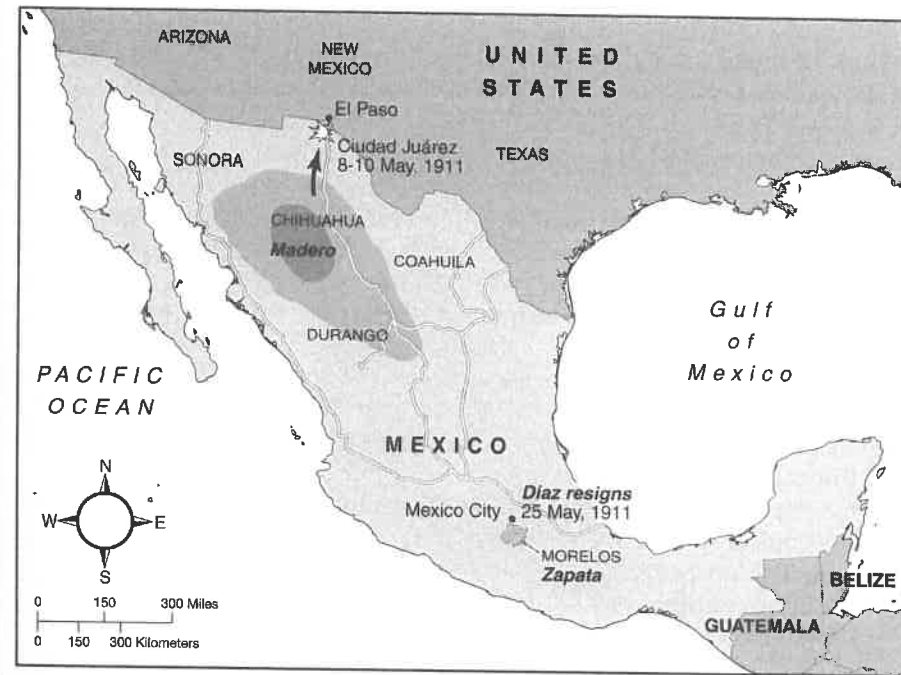 ARIZONA
NEW
MEXICO
UNITED
STATES
El Paso
Ciudad Juárez
8-10 May, 1911
SONORA
TEXAS
CHIHUAHUA
Madero
COAHUILA
DURANGO
Gulf
of
Mexico
PACIFIC
OCEAN
MEXICO
N
W
E
S
Díaz resigns
Mexico City
25 May, 1911
MORELOS
Zapata
BELIZE
GUATEMALA
0 150 300 Miles
0 150 300 Kilometers